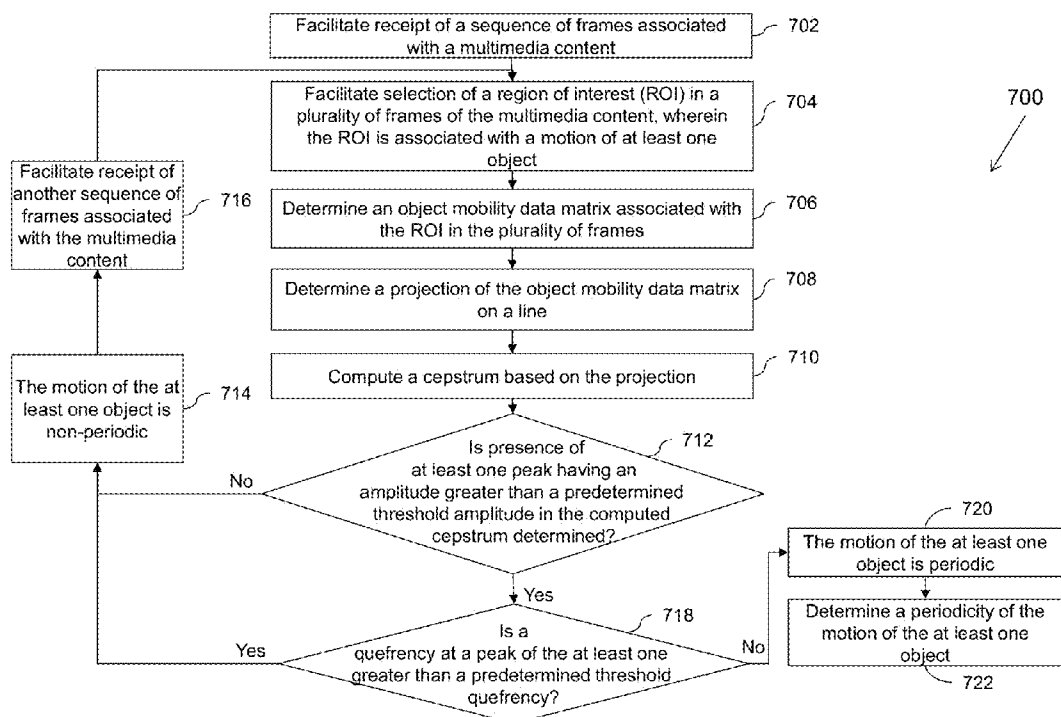 Facilitate receipt of a sequence of frames associated
with a multimedia content
702
Facilitate selection of a region of interest (ROI) in a
plurality of frames of the multimedia content, wherein
the ROI is associated with a motion of at least one
object
704
700
Facilitate receipt of
another sequence of
frames associated
with the multimedia
content
716
Determine an object mobility data matrix associated with
the ROI in the plurality of frames
706
Determine a projection of the object mobility data matrix
on a line
708
The motion of the at
least one object is
non-periodic
714
Compute a cepstrum based on the projection
710
Is presence of
at least one peak having an
amplitude greater than a predetermined
threshold amplitude in the computed
cepstrum determined?
712
No
Yes
720
The motion of the at least one
object is periodic
Is a
quefrency at a peak of the at least one
greater than a predetermined threshold
quefrency?
718
Yes
No
Determine a periodicity of the
motion of the at least one
object
722